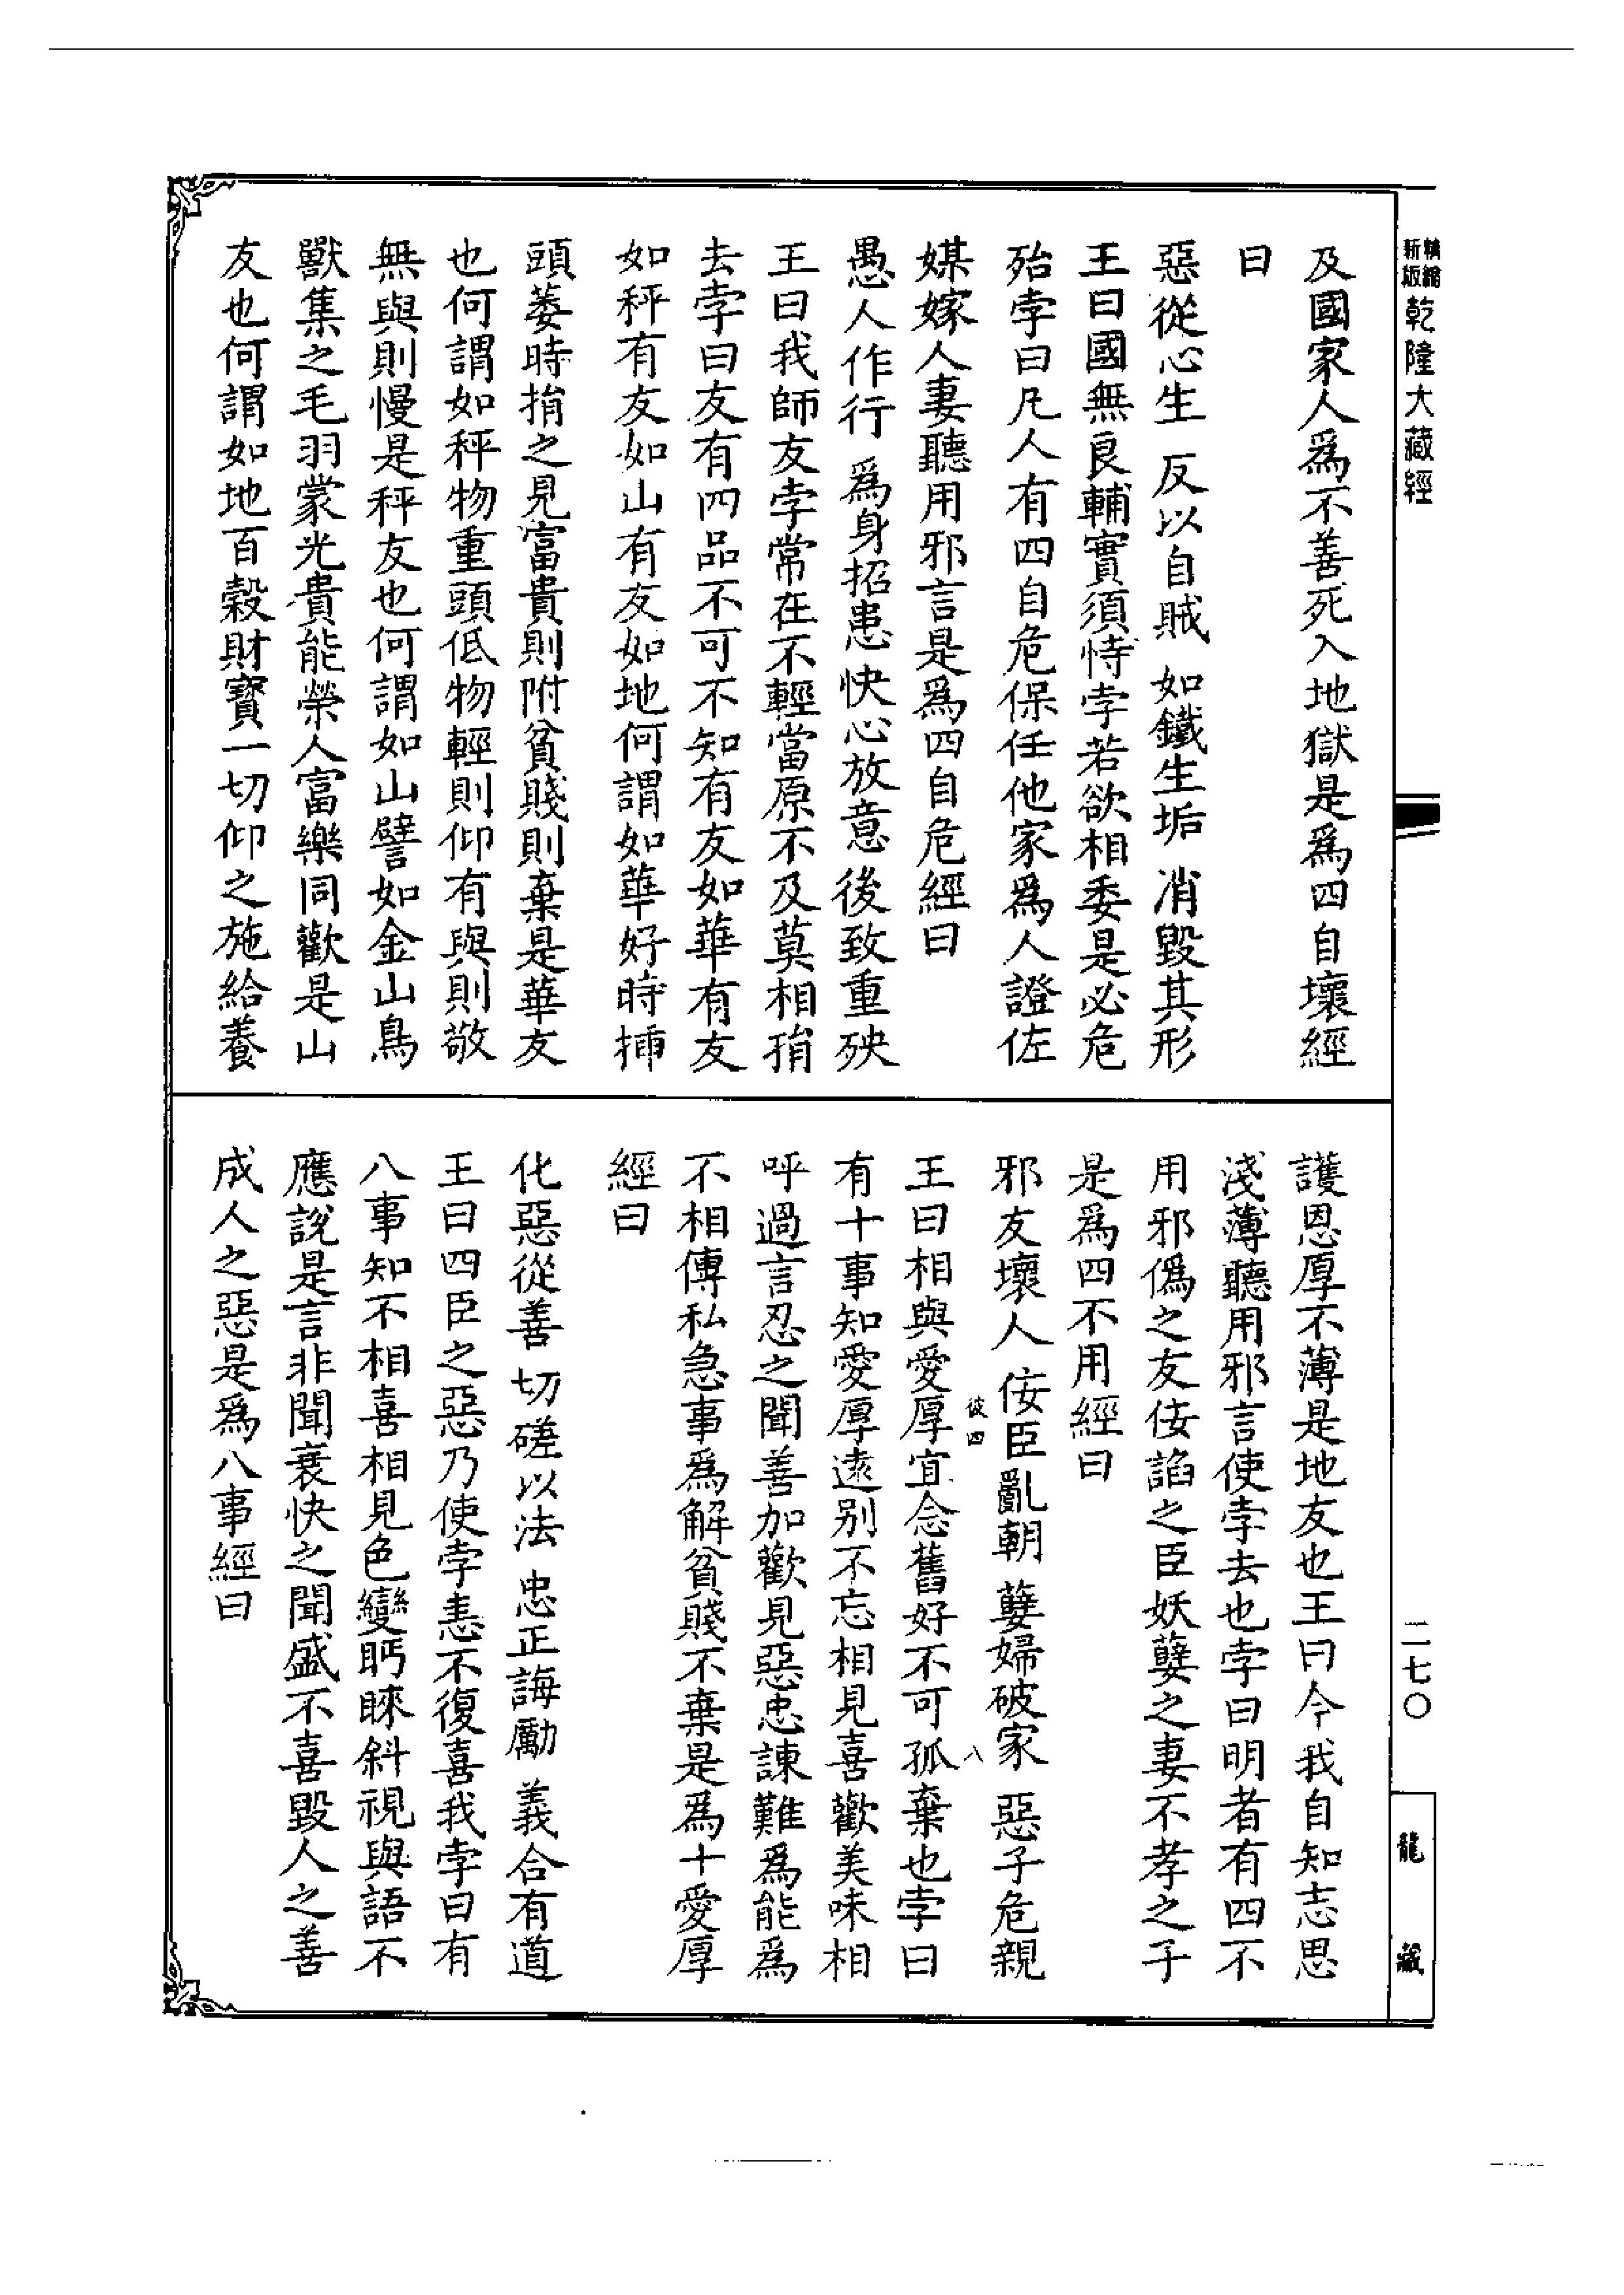 精縮
新版
乾隆大藏經
及國家人爲不善死入地獄是爲四自壞經
曰
惡從心生 反以自賊 如鐵生垢 消毀其形
王曰國無良輔實須恃孛若欲相委是必危
殆孛曰凡人有四自危保任他家爲人證佐
媒嫁人妻聽用邪言是爲四自危經曰
愚人作行 爲身招患 快心放意 後致重殃
王曰我師友孛常在不輕當原不及莫相捐
去孛曰友有四品不可不知有友如華有友
如秤有友如山有友如地何謂如華好時揷
頭萎時捐之見富貴則附貧賤則棄是華友
也何謂如秤物重頭低物輕則仰有與則敬
無與則慢是秤友也何謂如山譬如金山鳥
獸集之毛羽蒙光貴能榮人富樂同歡是山
友也何謂如地百穀財寶一切仰之施給養
護恩厚不薄是地友也王曰今我自知志思
淺薄聽用邪言使孛去也孛曰明者有四不
用邪僞之友佞諂之臣妖孽之妻不孝之子
是爲四不用經曰
邪友壞人 佞臣亂朝 孽婦破家 惡子危親
彼四 八
王曰相與愛厚宜念舊好不可孤棄也孛曰
有十事知愛厚遠別不忘相見喜歡美味相
呼過言忍之聞善加歡見惡忠諫難爲能爲
不相傳私急事爲解貧賤不棄是爲十愛厚
經曰
化惡從善 切磋以法 忠正誨勵 義合有道
王曰四臣之惡乃使孛恚不復喜我孛曰有
八事知不相喜相見色變眄睞斜視與語不
應說是言非聞衰快之聞盛不喜毀人之善
成人之惡是爲八事經曰
二七〇
龍藏